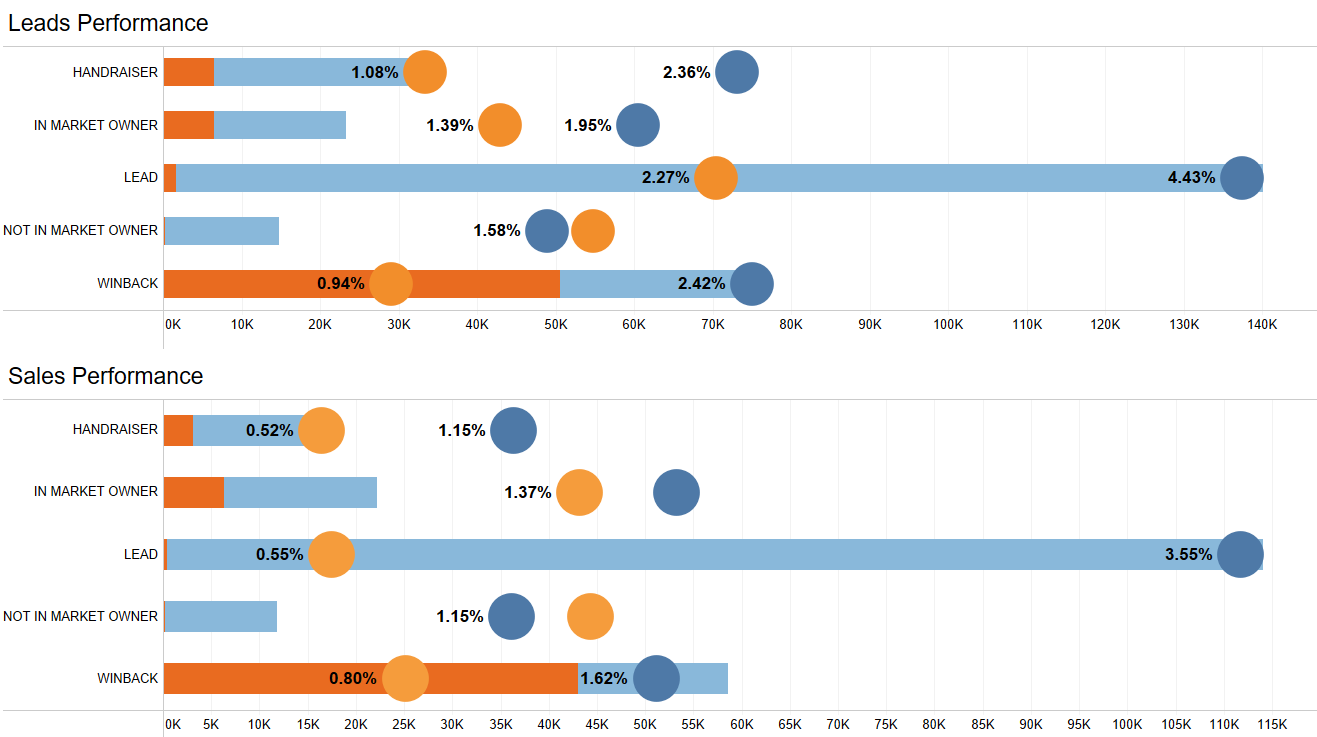 Leads Performance
HANDRAISER 1.08% 2.36%
IN MARKET OWNER 1.39% 1.95%
LEAD 2.27% 4.43%
NOT IN MARKET OWNER 1.58%
WINBACK 0.94% 2.42%
0K 10K 20K 30K 40K 50K 60K 70K 80K 90K 100K 110K 120K 130K 140K
Sales Performance
HANDRAISER 0.52% 1.15%
IN MARKET OWNER 1.37%
LEAD 0.55% 3.55%
NOT IN MARKET OWNER 1.15%
WINBACK 0.80% 1.62%
0K 5K 10K 15K 20K 25K 30K 35K 40K 45K 50K 55K 60K 65K 70K 75K 80K 85K 90K 95K 100K 105K 110K 115K